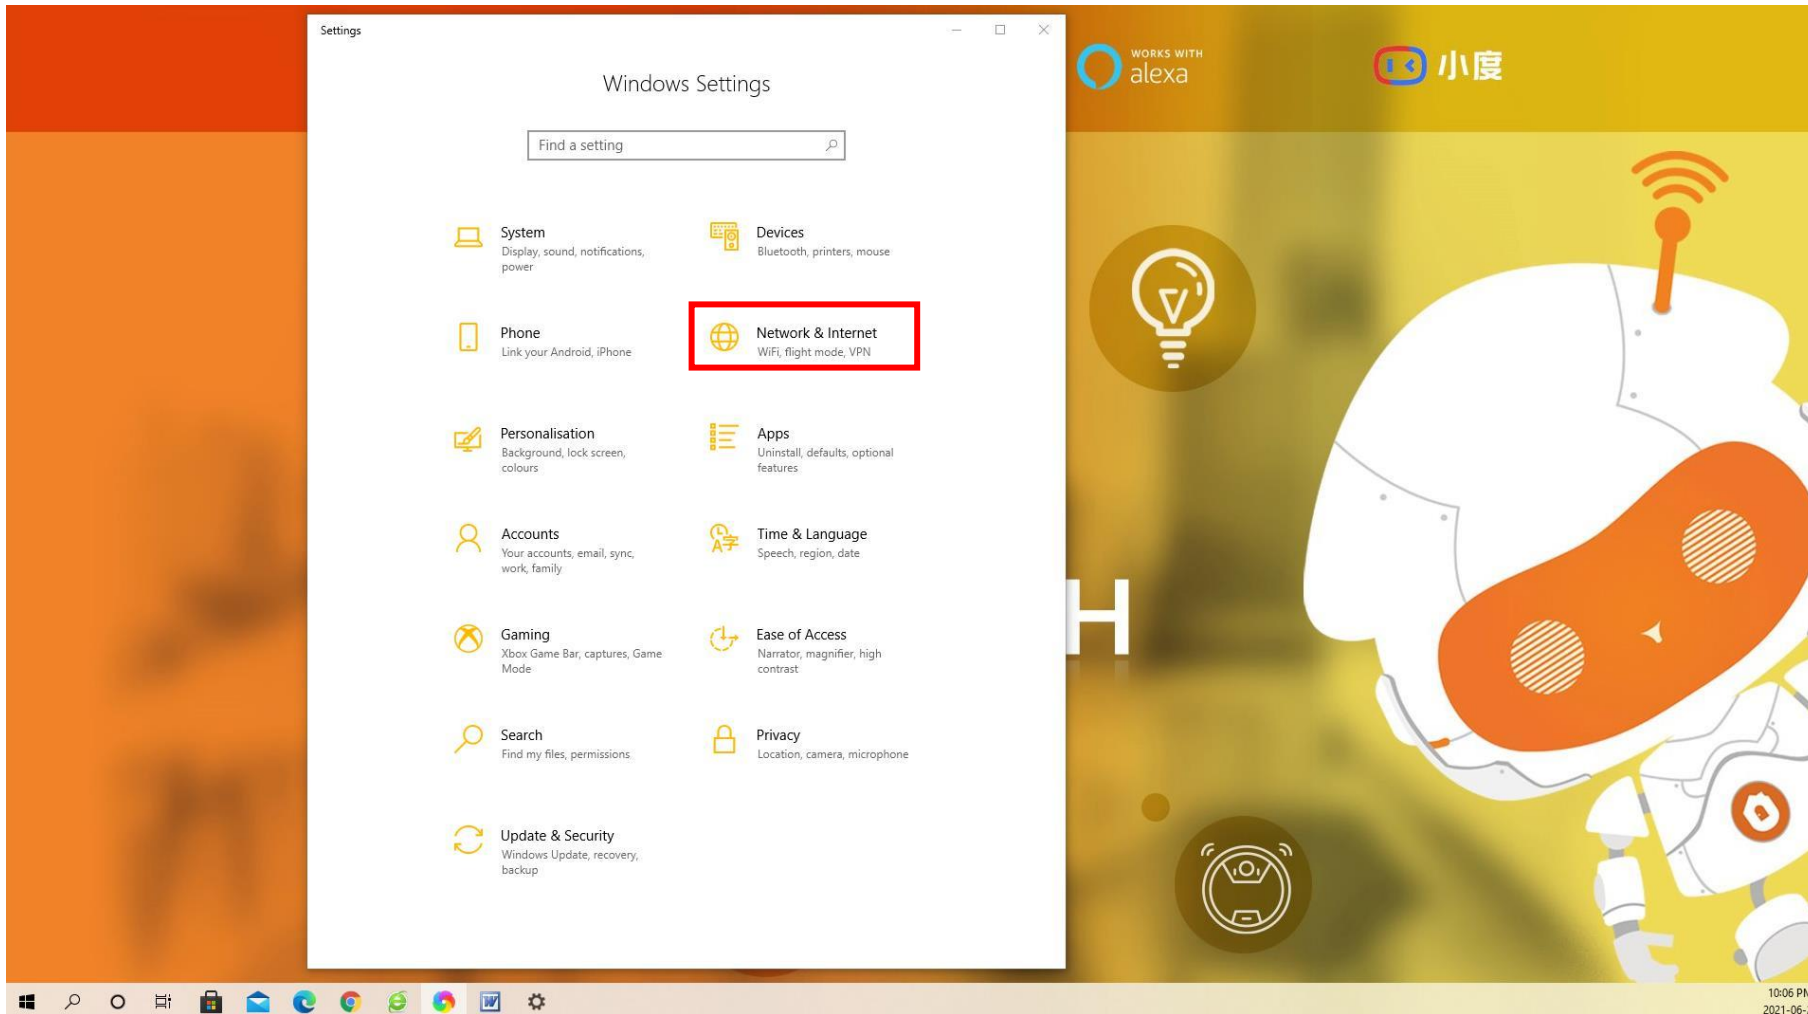 Settings
WORKS WITH
alexa
小度
Windows Settings
Find a setting
System
Display, sound, notifications,
power
Devices
Bluetooth, printers, mouse
Phone
Link your Android, iPhone
Network & Internet
WiFi, flight mode, VPN
Personalisation
Background, lock screen,
colours
Apps
Uninstall, defaults, optional
features
Accounts
Your accounts, email, sync,
work, family
Time & Language
Speech, region, date
H
Gaming
Xbox Game Bar, captures, Game
Mode
Ease of Access
Narrator, magnifier, high
contrast
Search
Find my files, permissions
Privacy
Location, camera, microphone
Update & Security
Windows Update, recovery,
backup
10:06 PM
2021-06-